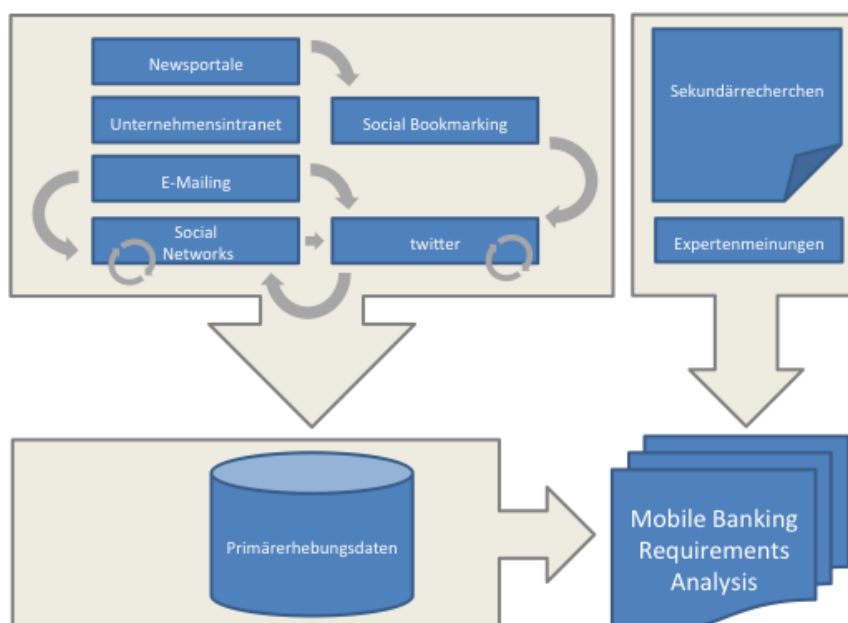 Newsportale
Unternehmensintranet
Social Bookmarking
E-Mailing
Social
Networks
twitter
Sekundärrecherchen
Expertenmeinungen
Primärerhebungsdaten
Mobile Banking
Requirements
Analysis